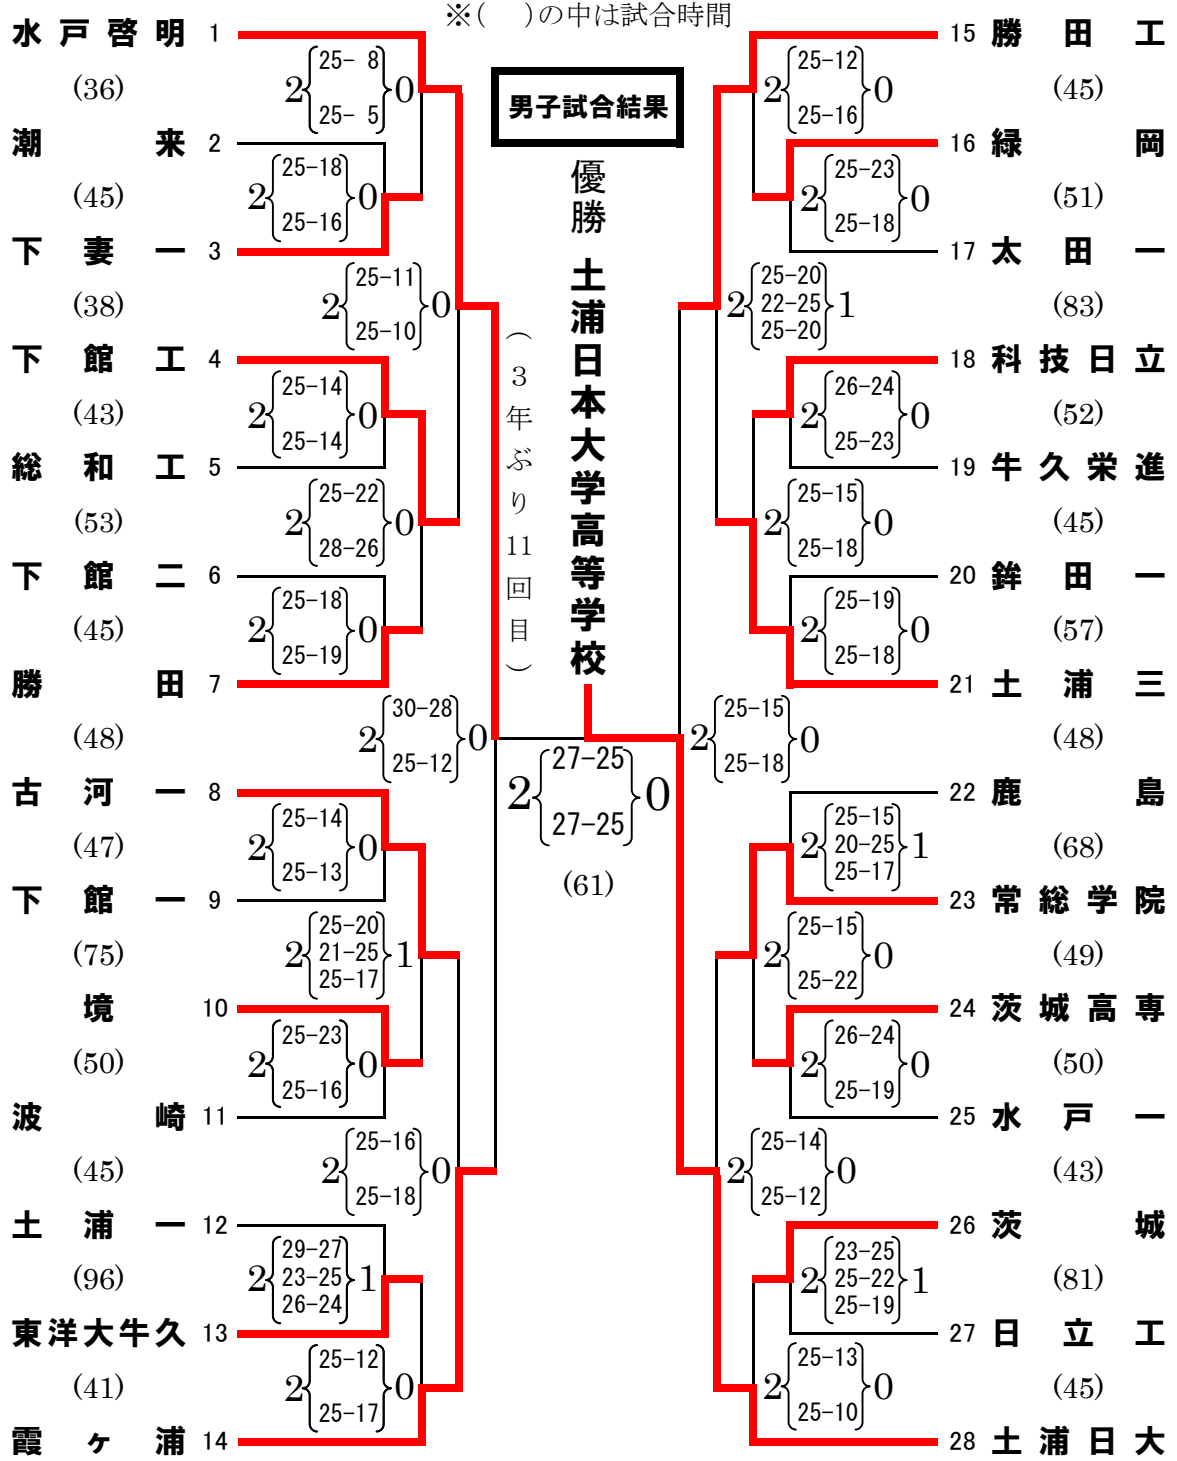 ※(　)の中は試合時間
男子試合結果
優勝 土浦日本大学高等学校
（3年ぶり11回目）
水戸啓明 1
(36)
潮来 2
(45)
下妻一 3
(38)
下館工 4
(43)
総和工 5
(53)
下館二 6
(45)
勝田 7
(48)
古河一 8
(47)
下館一 9
(75)
境 10
(50)
波崎 11
(45)
土浦一 12
(96)
東洋大牛久 13
(41)
霞ヶ浦 14
2 25- 8 0
25- 5
2 25-18 0
25-16
2 25-11 0
25-10
2 25-14 0
25-14
2 25-22 0
28-26
2 25-18 0
25-19
2 30-28 0
25-12
2 25-14 0
25-13
2 25-20 1
21-25
25-17
2 25-23 0
25-16
2 25-16 0
25-18
2 29-27 1
23-25
26-24
2 25-12 0
25-17
2 27-25 0
27-25
(61)
15 勝田工
(45)
16 緑岡
(51)
17 太田一
(83)
18 科技日立
(52)
19 牛久栄進
(45)
20 鉾田一
(57)
21 土浦三
(48)
22 鹿島
(68)
23 常総学院
(49)
24 茨城高専
(50)
25 水戸一
(43)
26 茨城
(81)
27 日立工
(45)
28 土浦日大
2 25-12 0
25-16
2 25-23 0
25-18
2 25-20 1
22-25
25-20
2 26-24 0
25-23
2 25-15 0
25-18
2 25-19 0
25-18
2 25-15 0
25-18
2 25-15 1
20-25
25-17
2 25-15 0
25-22
2 26-24 0
25-19
2 25-14 0
25-12
2 23-25 1
25-22
25-19
2 25-13 0
25-10